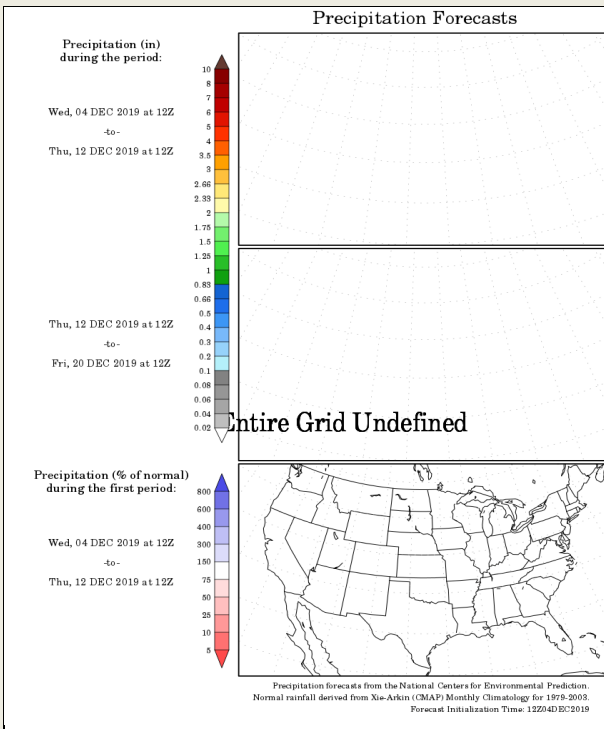 Precipitation Forecasts
Precipitation (in)
during the period:
Wed, 04 DEC 2019 at 12Z
-to-
Thu, 12 DEC 2019 at 12Z
10
8
7
6
5
4
3.5
3
2.66
2.33
2
1.75
1.5
1.25
1
0.83
0.66
0.5
0.4
0.3
0.2
0.1
0.08
0.06
0.04
0.02
Thu, 12 DEC 2019 at 12Z
-to-
Fri, 20 DEC 2019 at 12Z
Entire Grid Undefined
Precipitation (% of normal)
during the first period:
Wed, 04 DEC 2019 at 12Z
-to-
Thu, 12 DEC 2019 at 12Z
800
600
400
300
150
75
50
25
10
5
Precipitation forecasts from the National Centers for Environmental Prediction.
Normal rainfall derived from Xie-Arkin (CMAP) Monthly Climatology for 1979-2003.
Forecast Initialization Time: 12Z04DEC2019